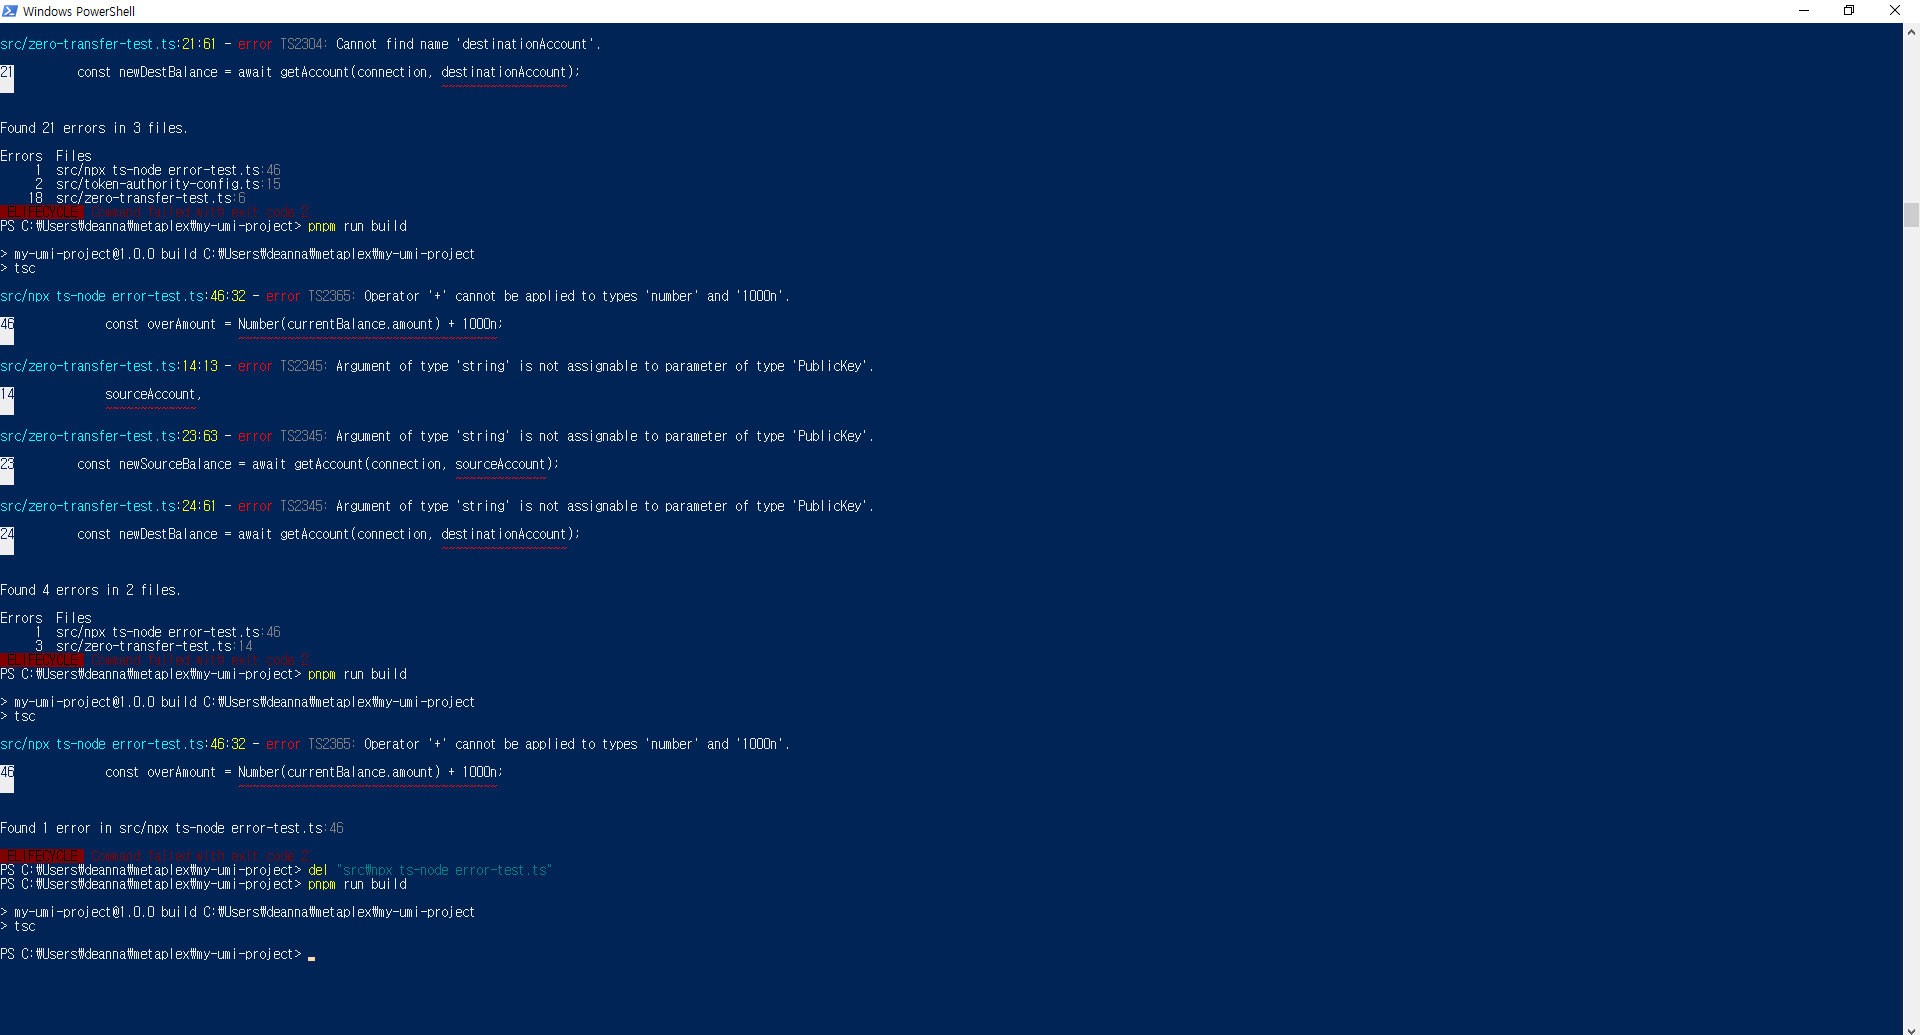 Windows PowerShell
src/zero-transfer-test.ts:21:61 - error TS2304: Cannot find name 'destinationAccount'.
21         const newDestBalance = await getAccount(connection, destinationAccount);
Found 21 errors in 3 files.
Errors  Files
     1  src/npx ts-node error-test.ts:46
     2  src/token-authority-config.ts:15
    18  src/zero-transfer-test.ts:6
 ELIFECYCLE  Command failed with exit code 2.
PS C:₩Users₩deanna₩metaplex₩my-umi-project> pnpm run build
> my-umi-project@1.0.0 build C:₩Users₩deanna₩metaplex₩my-umi-project
> tsc
src/npx ts-node error-test.ts:46:32 - error TS2365: Operator '+' cannot be applied to types 'number' and '1000n'.
46             const overAmount = Number(currentBalance.amount) + 1000n;
src/zero-transfer-test.ts:14:13 - error TS2345: Argument of type 'string' is not assignable to parameter of type 'PublicKey'.
14             sourceAccount,
src/zero-transfer-test.ts:23:63 - error TS2345: Argument of type 'string' is not assignable to parameter of type 'PublicKey'.
23         const newSourceBalance = await getAccount(connection, sourceAccount);
src/zero-transfer-test.ts:24:61 - error TS2345: Argument of type 'string' is not assignable to parameter of type 'PublicKey'.
24         const newDestBalance = await getAccount(connection, destinationAccount);
Found 4 errors in 2 files.
Errors  Files
     1  src/npx ts-node error-test.ts:46
     3  src/zero-transfer-test.ts:14
 ELIFECYCLE  Command failed with exit code 2.
PS C:₩Users₩deanna₩metaplex₩my-umi-project> pnpm run build
> my-umi-project@1.0.0 build C:₩Users₩deanna₩metaplex₩my-umi-project
> tsc
src/npx ts-node error-test.ts:46:32 - error TS2365: Operator '+' cannot be applied to types 'number' and '1000n'.
46             const overAmount = Number(currentBalance.amount) + 1000n;
Found 1 error in src/npx ts-node error-test.ts:46
 ELIFECYCLE  Command failed with exit code 2.
PS C:₩Users₩deanna₩metaplex₩my-umi-project> del "src₩npx ts-node error-test.ts"
PS C:₩Users₩deanna₩metaplex₩my-umi-project> pnpm run build
> my-umi-project@1.0.0 build C:₩Users₩deanna₩metaplex₩my-umi-project
> tsc
PS C:₩Users₩deanna₩metaplex₩my-umi-project>